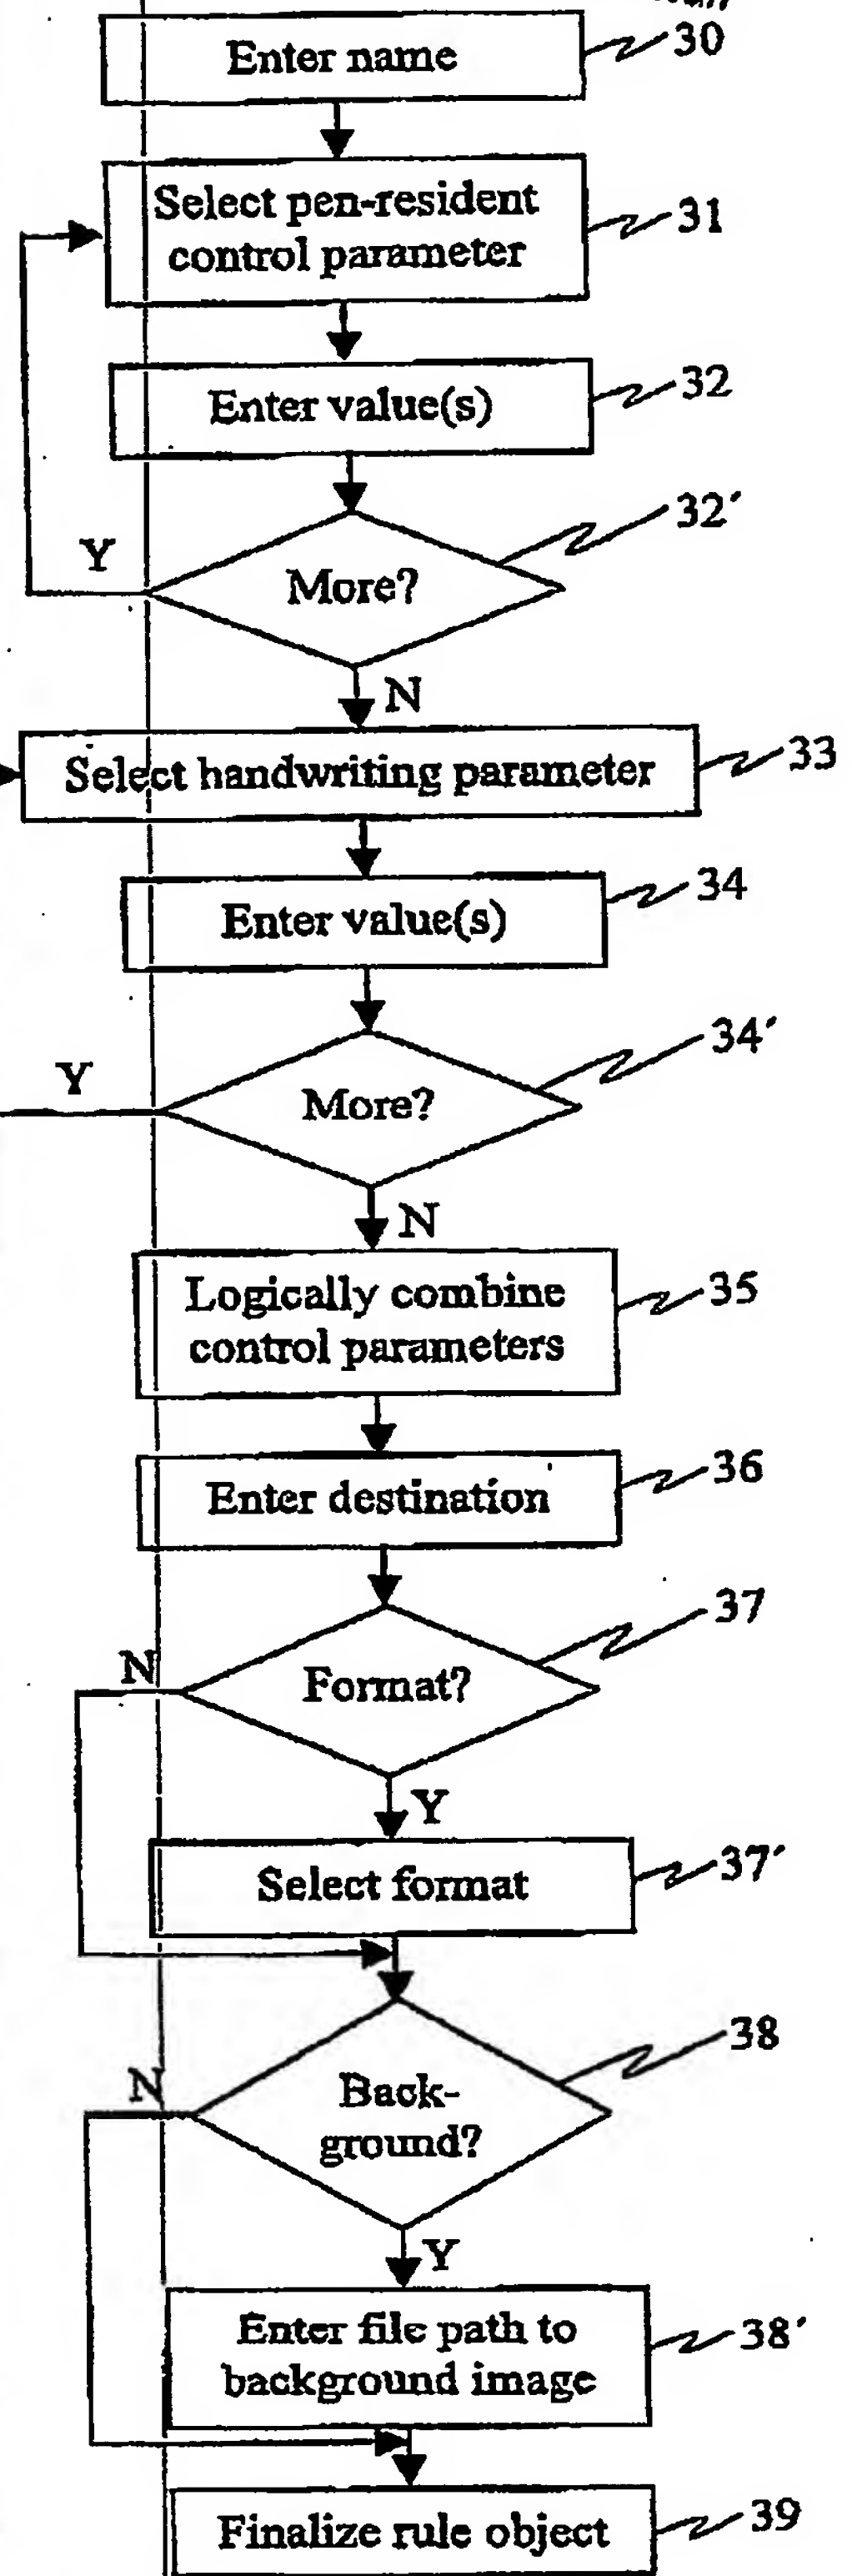 Enter name
30
Select pen-resident
control parameter
31
Enter value(s)
32
32′
Y
More?
N
Select handwriting parameter
33
Enter value(s)
34
34′
Y
More?
N
Logically combine
control parameters
35
Enter destination
36
37
N
Format?
Y
Select format
37′
38
N
Back-
ground?
Y
Enter file path to
background image
38′
Finalize rule object
39